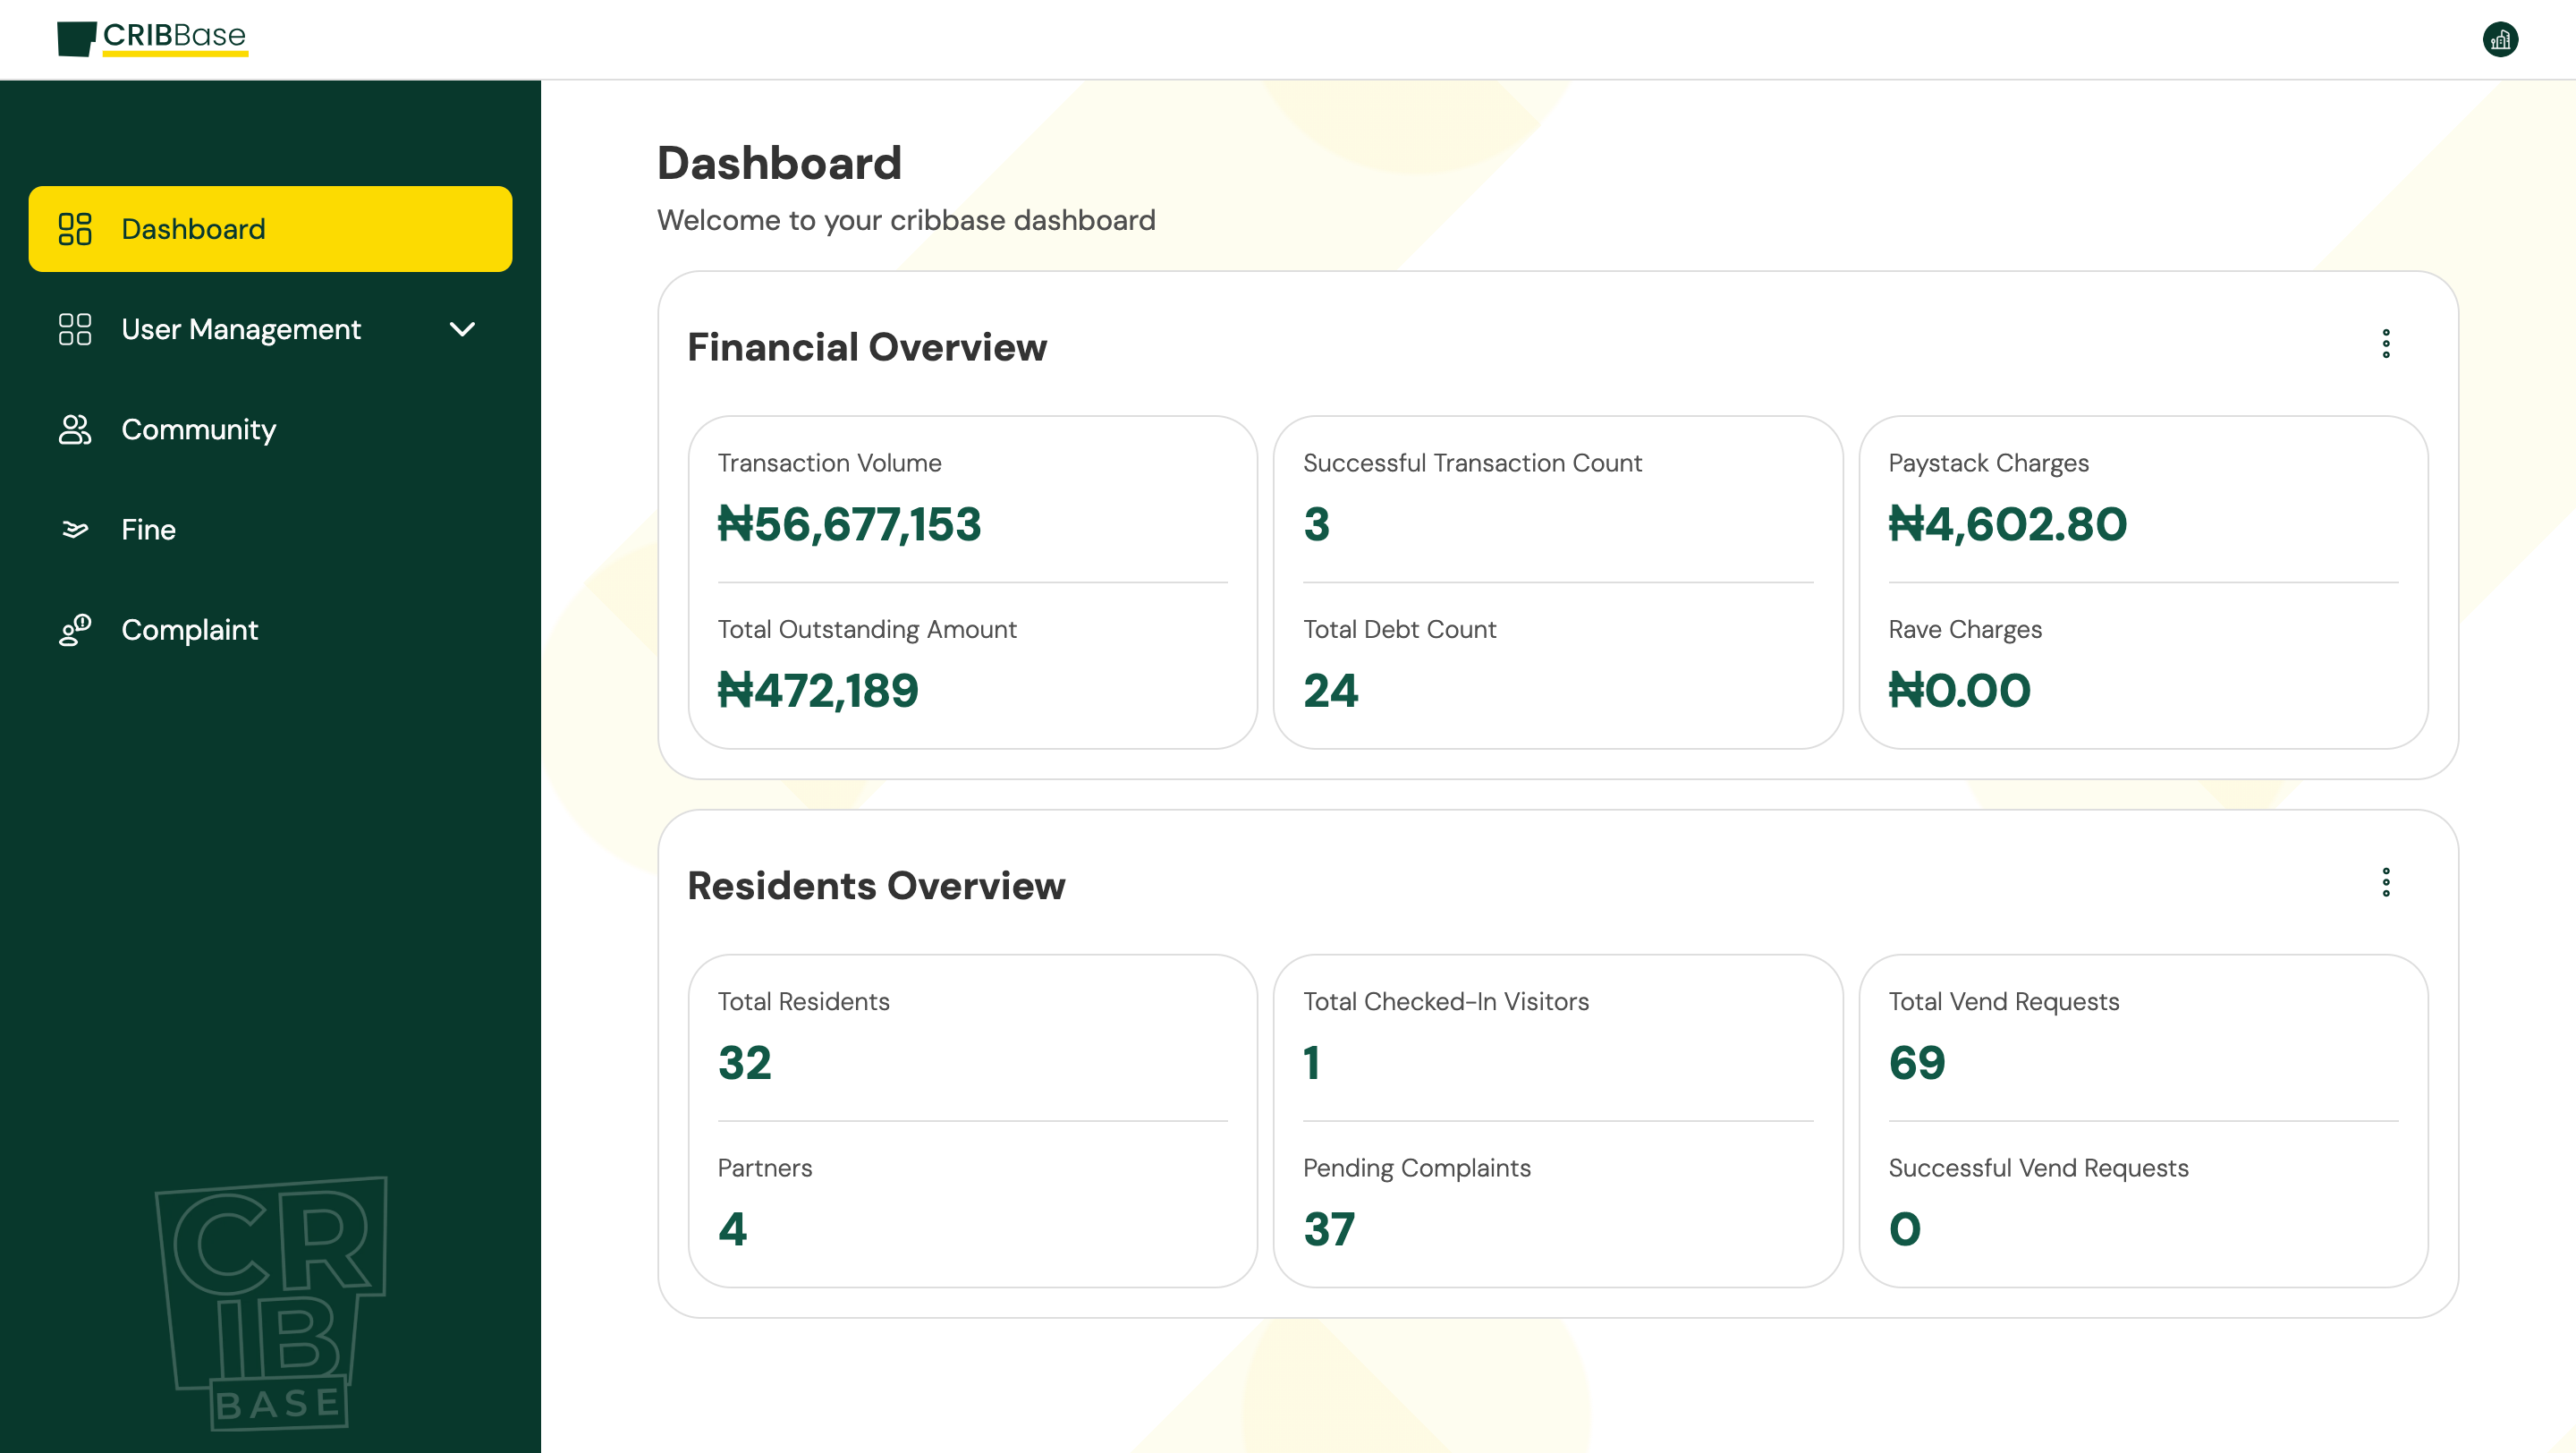 CRIBBase
Dashboard
User Management
Community
Fine
Complaint
CR
IB
BASE
Dashboard
Welcome to your cribbase dashboard
Financial Overview
Transaction Volume
₦56,677,153
Total Outstanding Amount
₦472,189
Successful Transaction Count
3
Total Debt Count
24
Paystack Charges
₦4,602.80
Rave Charges
₦0.00
Residents Overview
Total Residents
32
Partners
4
Total Checked-In Visitors
1
Pending Complaints
37
Total Vend Requests
69
Successful Vend Requests
0